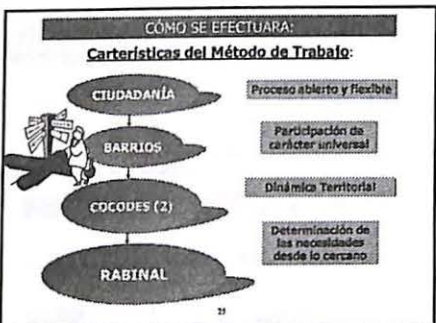 CÓMO SE EFECTUARA:
Carterísticas del Método de Trabajo:
CIUDADANÍA
Proceso abierto y flexible
BARRIOS
Participación de
carácter universal
Dinámica Territorial
COCODES (2)
Determinación de
las necesidades
desde lo cercano
RABINAL